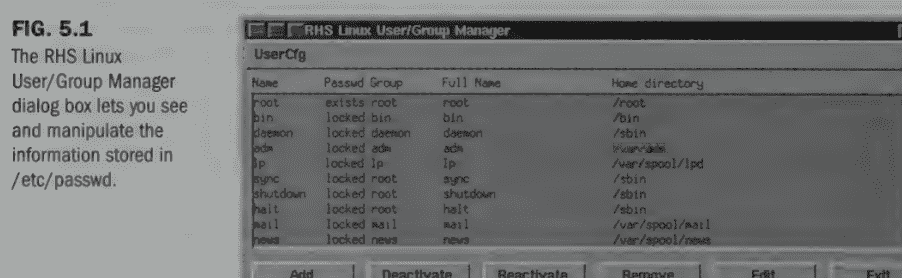 FIG. 5.1
The RHS Linux
User/Group Manager
dialog box lets you see
and manipulate the
information stored in
/etc/passwd.
RHS Linux User/Group Manager
UserCfg
Name Passwd Group Full Name Home directory
root exists root root /root
bin locked bin bin /bin
daemon locked daemon daemon /sbin
adm locked adm adm /var/adm
lp locked lp lp /var/spool/lpd
sync locked root sync /sbin
shutdown locked root shutdown /sbin
halt locked root halt /sbin
mail locked mail mail /var/spool/mail
news locked news news /var/spool/news
Add Deactivate Reactivate Remove Edit Exit